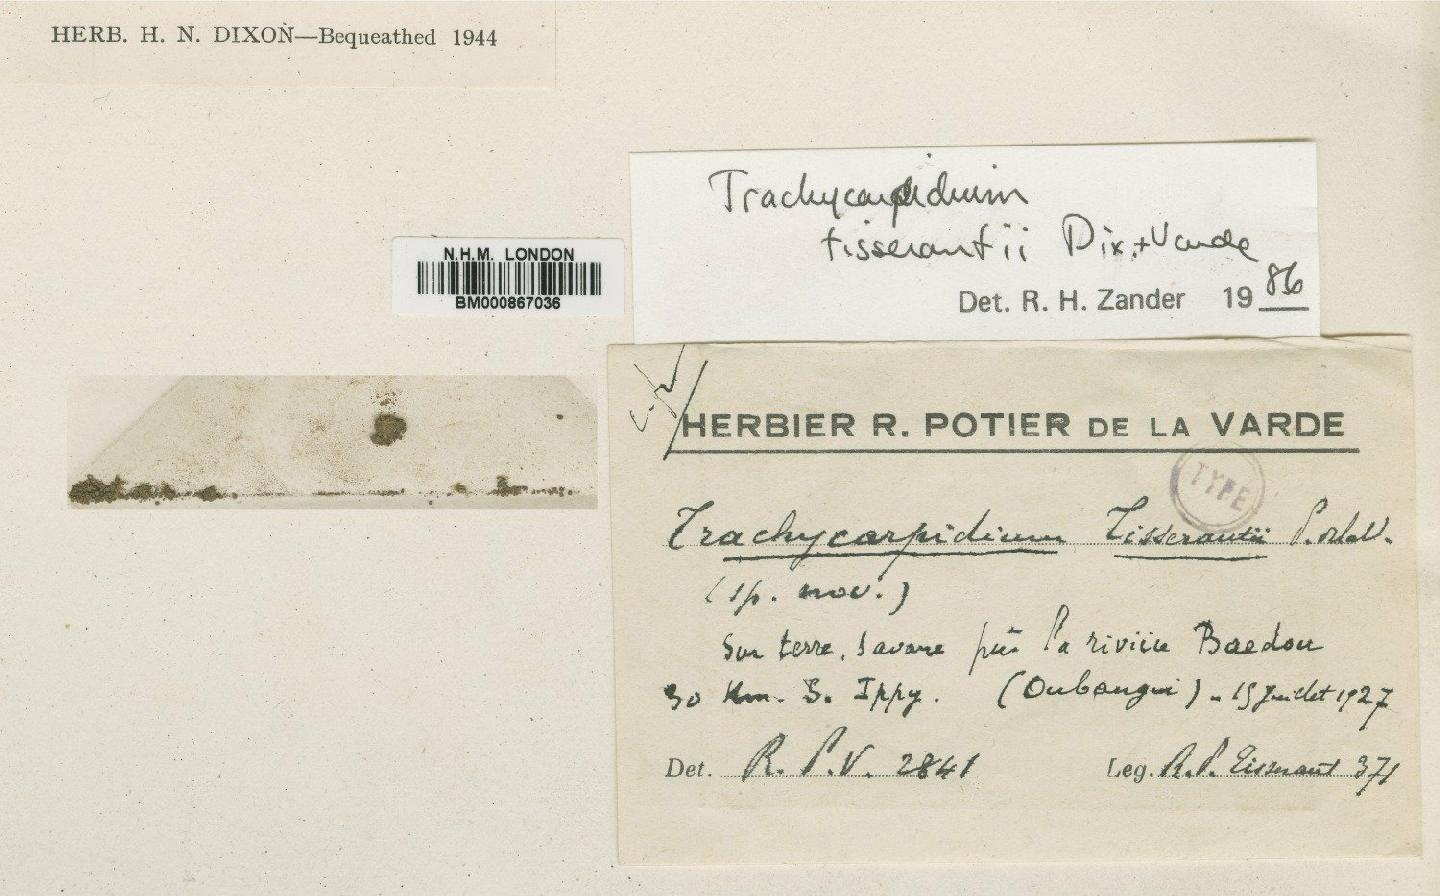 HERB. H. N. DIXON—Bequeathed 1944
Trachycarpidium
tisserantii Dix. + Varde
Det. R. H. Zander 1986
N.H.M. LONDON
BM000867036
HERBIER R. POTIER DE LA VARDE
TYPE
Trachycarpidium Tisserantii P. de la V.
(sp. nov.)
Sur terre, savane près la rivière Baedou
30 Km. S. Ippy. (Oubangui) - 15 Juillet 1927
Det. R. P. V. 2841 Leg. R. P. Tisserant 371